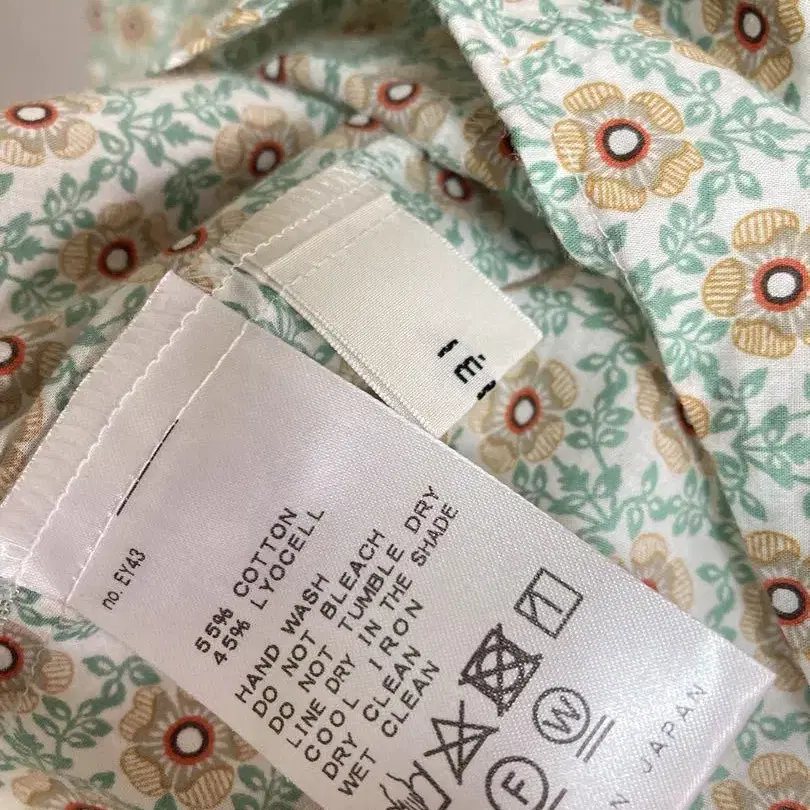 no. EY43
55% COTTON
45% LYOCELL
HAND WASH
DO NOT BLEACH
DO NOT TUMBLE DRY
LINE DRY IN THE SHADE
COOL IRON
DRY CLEAN
WET CLEAN
F
W
JAPAN